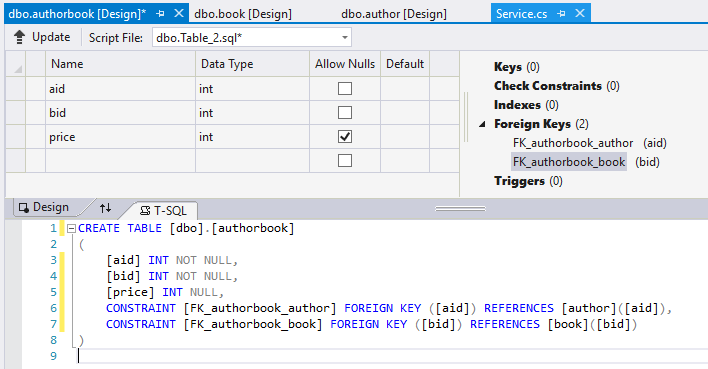 dbo.authorbook [Design]* dbo.book [Design] dbo.author [Design] Service.cs
Update Script File: dbo.Table_2.sql*
Name Data Type Allow Nulls Default
aid int
bid int
price int
Keys (0)
Check Constraints (0)
Indexes (0)
Foreign Keys (2)
FK_authorbook_author (aid)
FK_authorbook_book (bid)
Triggers (0)
Design T-SQL
1 CREATE TABLE [dbo].[authorbook]
2 (
3 [aid] INT NOT NULL,
4 [bid] INT NOT NULL,
5 [price] INT NULL,
6 CONSTRAINT [FK_authorbook_author] FOREIGN KEY ([aid]) REFERENCES [author]([aid]),
7 CONSTRAINT [FK_authorbook_book] FOREIGN KEY ([bid]) REFERENCES [book]([bid])
8 )
9